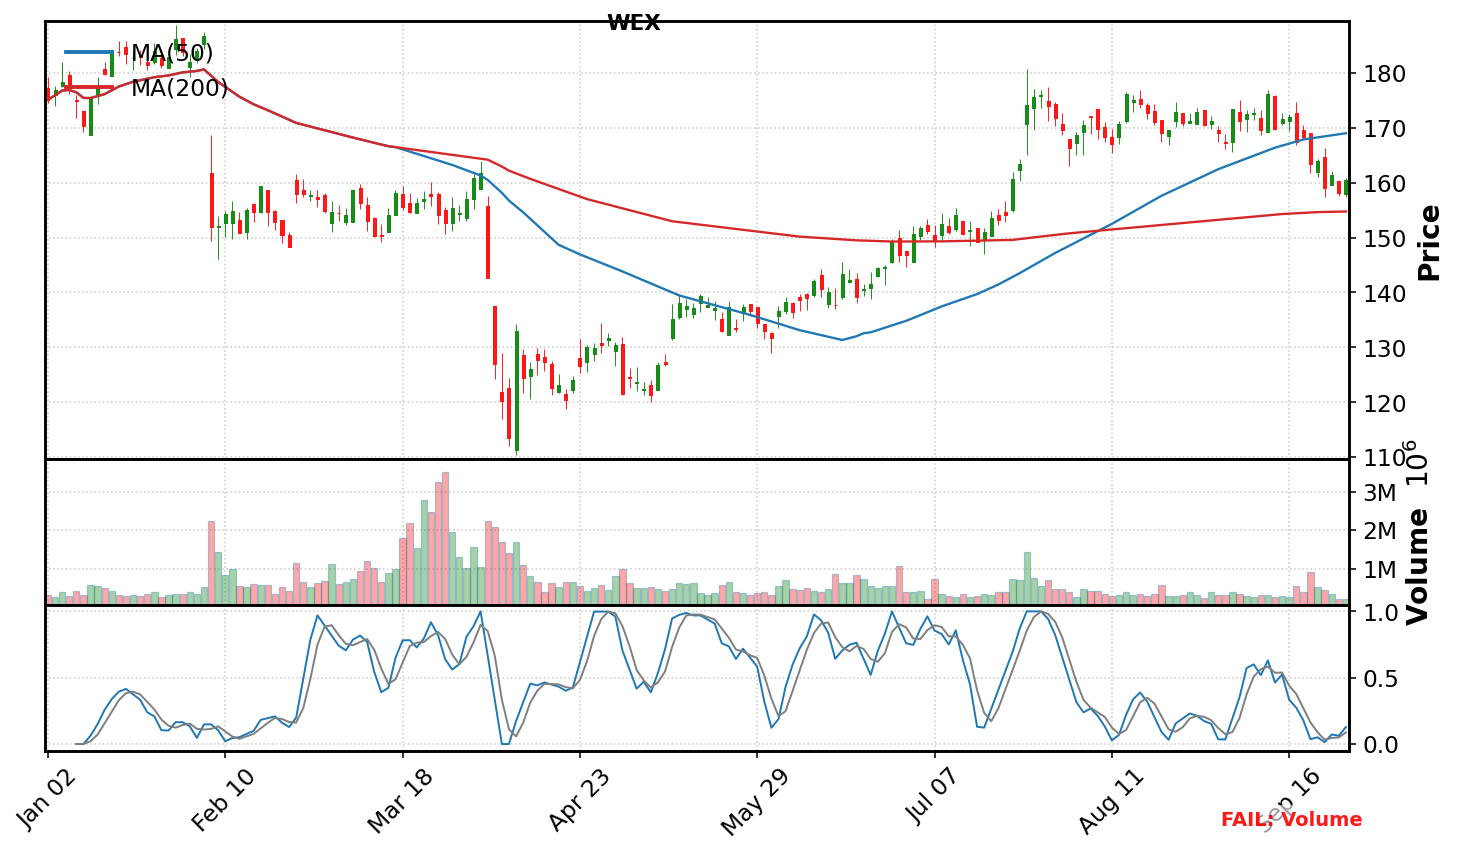 WEX
MA(50)
MA(200)
180
170
160
150
140
130
120
110
Price
3M
2M
1M
Volume 10^6
1.0
0.5
0.0
Jan 02
Feb 10
Mar 18
Apr 23
May 29
Jul 07
Aug 11
Sep 16
FAIL: Volume